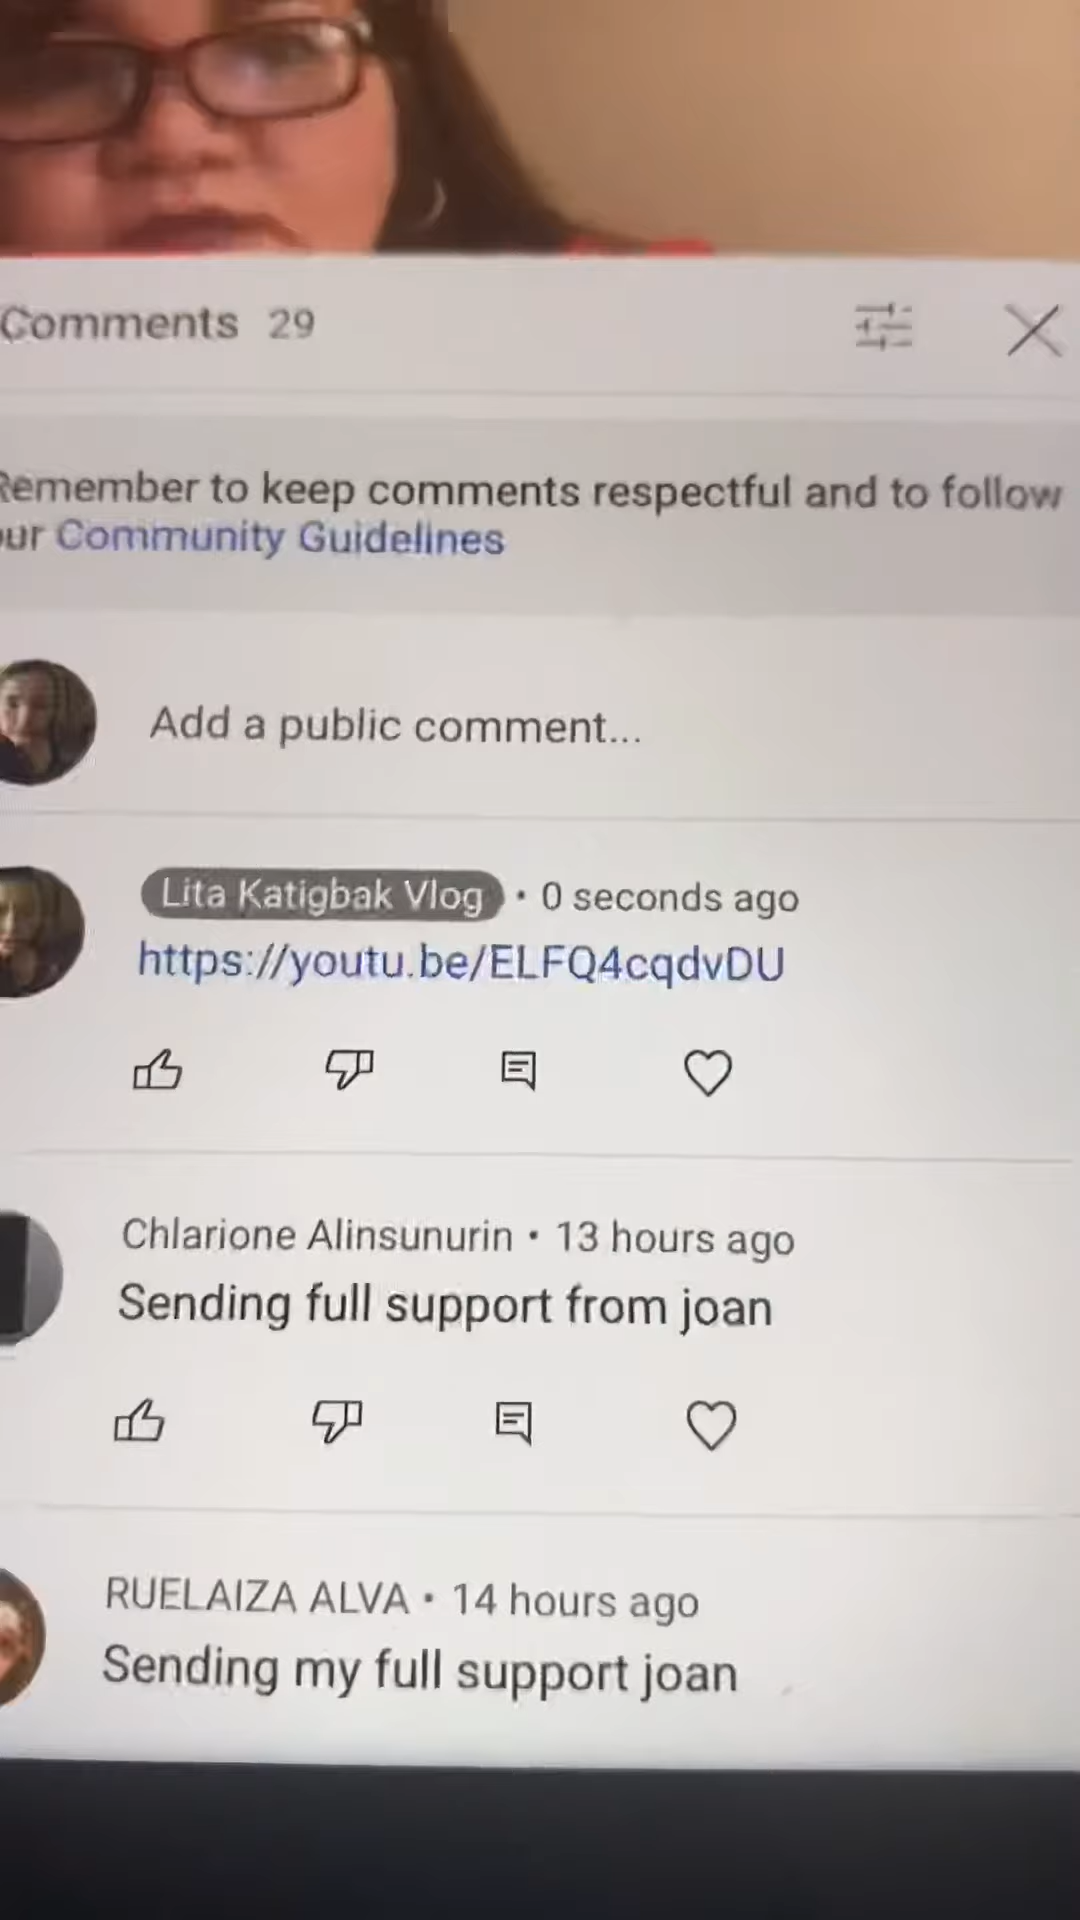 Comments 29
Remember to keep comments respectful and to follow
our Community Guidelines
Add a public comment...
Lita Katigbak Vlog • 0 seconds ago
https://youtu.be/ELFQ4cqdvDU
Chlarione Alinsunurin • 13 hours ago
Sending full support from joan
RUELAIZA ALVA • 14 hours ago
Sending my full support joan